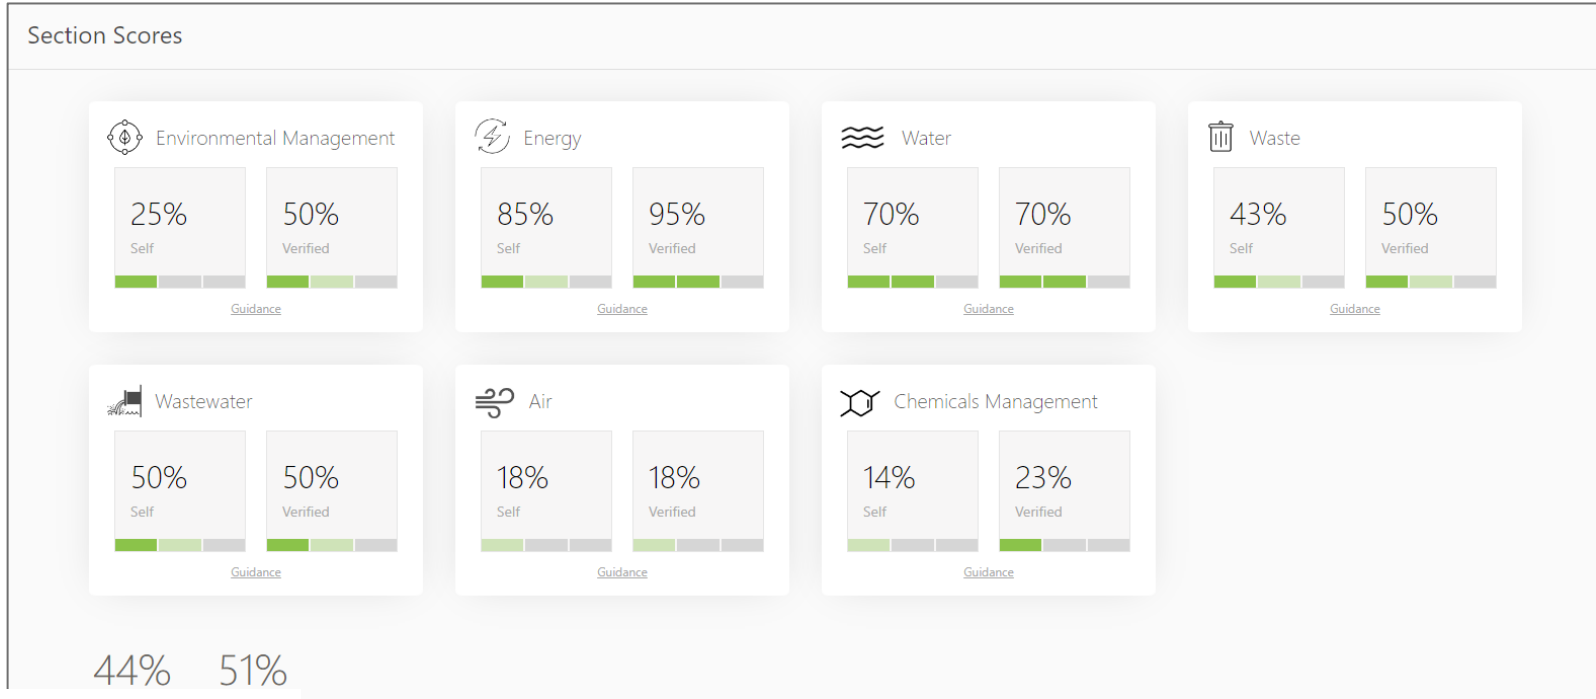 Section Scores
Environmental Management
25%
Self
50%
Verified
Guidance
Energy
85%
Self
95%
Verified
Guidance
Water
70%
Self
70%
Verified
Guidance
Waste
43%
Self
50%
Verified
Guidance
Wastewater
50%
Self
50%
Verified
Guidance
Air
18%
Self
18%
Verified
Guidance
Chemicals Management
14%
Self
23%
Verified
Guidance
44% 51%